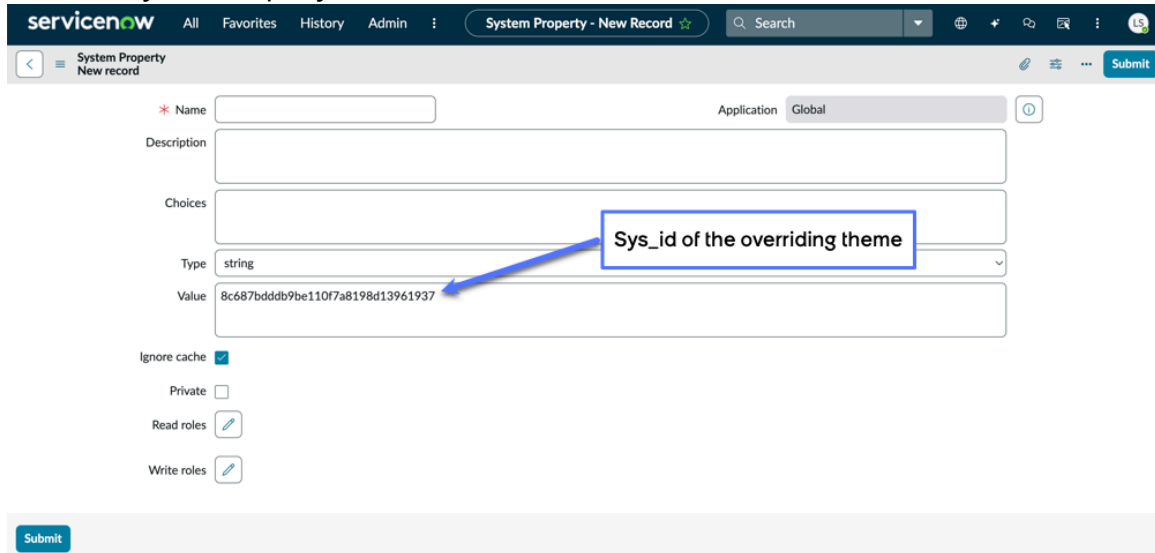 servicenow All Favorites History Admin System Property - New Record Search LS
System Property
New record
Submit
Name
Application Global
Description
Choices
Sys_id of the overriding theme
Type string
Value 8c687bdddb9be110f7a8198d13961937
Ignore cache
Private
Read roles
Write roles
Submit